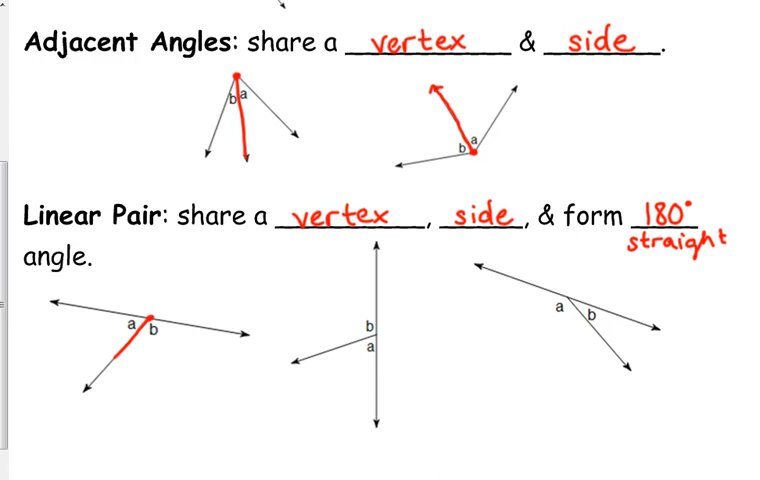 Adjacent Angles: share a vertex & side.
b a
a
b
Linear Pair: share a vertex, side, & form 180°
straight
angle.
a b
b
a
a b